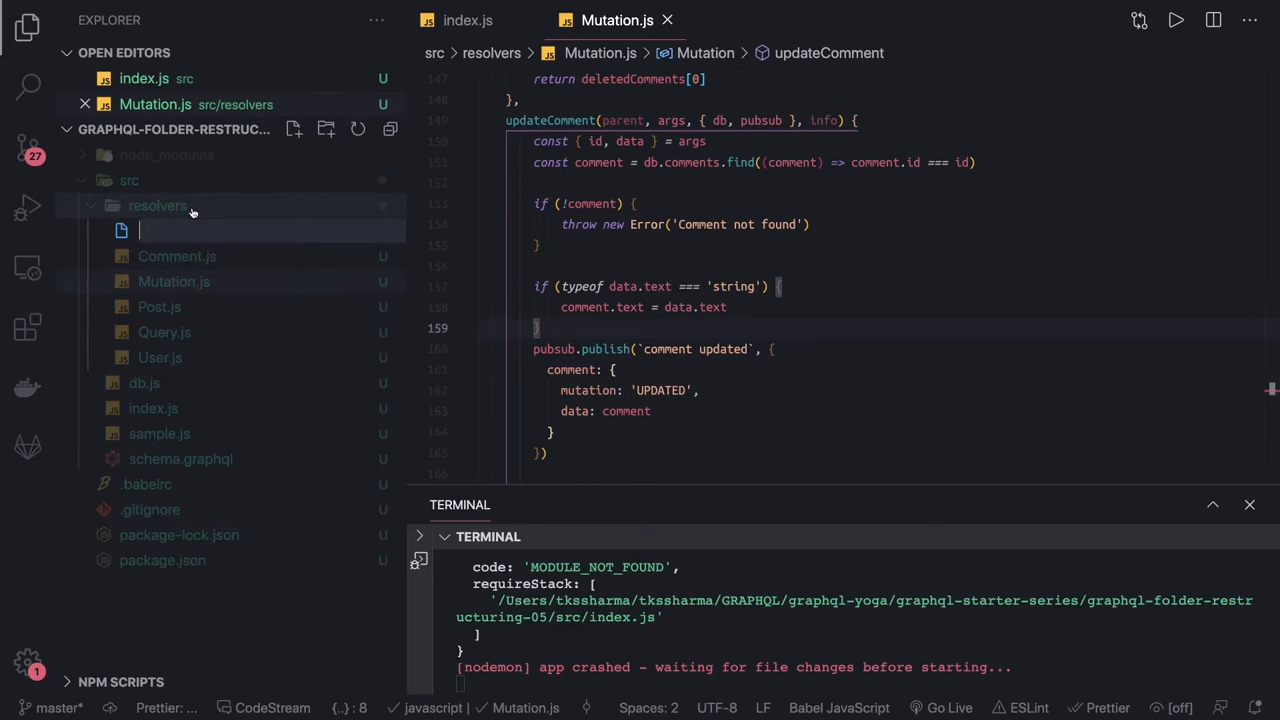 EXPLORER
OPEN EDITORS
index.js src U
Mutation.js src/resolvers U
GRAPHQL-FOLDER-RESTRUC...
node_modules
src
resolvers
Comment.js U
Mutation.js U
Post.js U
Query.js U
User.js U
db.js U
index.js U
sample.js U
schema.graphql U
.babelrc U
.gitignore U
package-lock.json U
package.json U
NPM SCRIPTS
27
1
JS index.js
JS Mutation.js
src > resolvers > JS Mutation.js > Mutation > updateComment
147 return deletedComments[0]
148 },
149 updateComment(parent, args, { db, pubsub }, info) {
150 const { id, data } = args
151 const comment = db.comments.find((comment) => comment.id === id)
152
153 if (!comment) {
154 throw new Error('Comment not found')
155 }
156
157 if (typeof data.text === 'string') {
158 comment.text = data.text
159 }
160 pubsub.publish(`comment updated`, {
161 comment: {
162 mutation: 'UPDATED',
163 data: comment
164 }
165 })
166
TERMINAL
TERMINAL
code: 'MODULE_NOT_FOUND',
requireStack: [
'/Users/tkssharma/tkssharma/GRAPHQL/graphql-yoga/graphql-starter-series/graphql-folder-restr
ucturing-05/src/index.js'
]
}
[nodemon] app crashed - waiting for file changes before starting...
master* Prettier: ... CodeStream {..} : 8 javascript | Mutation.js Spaces: 2 UTF-8 LF Babel JavaScript Go Live ESLint Prettier [off]